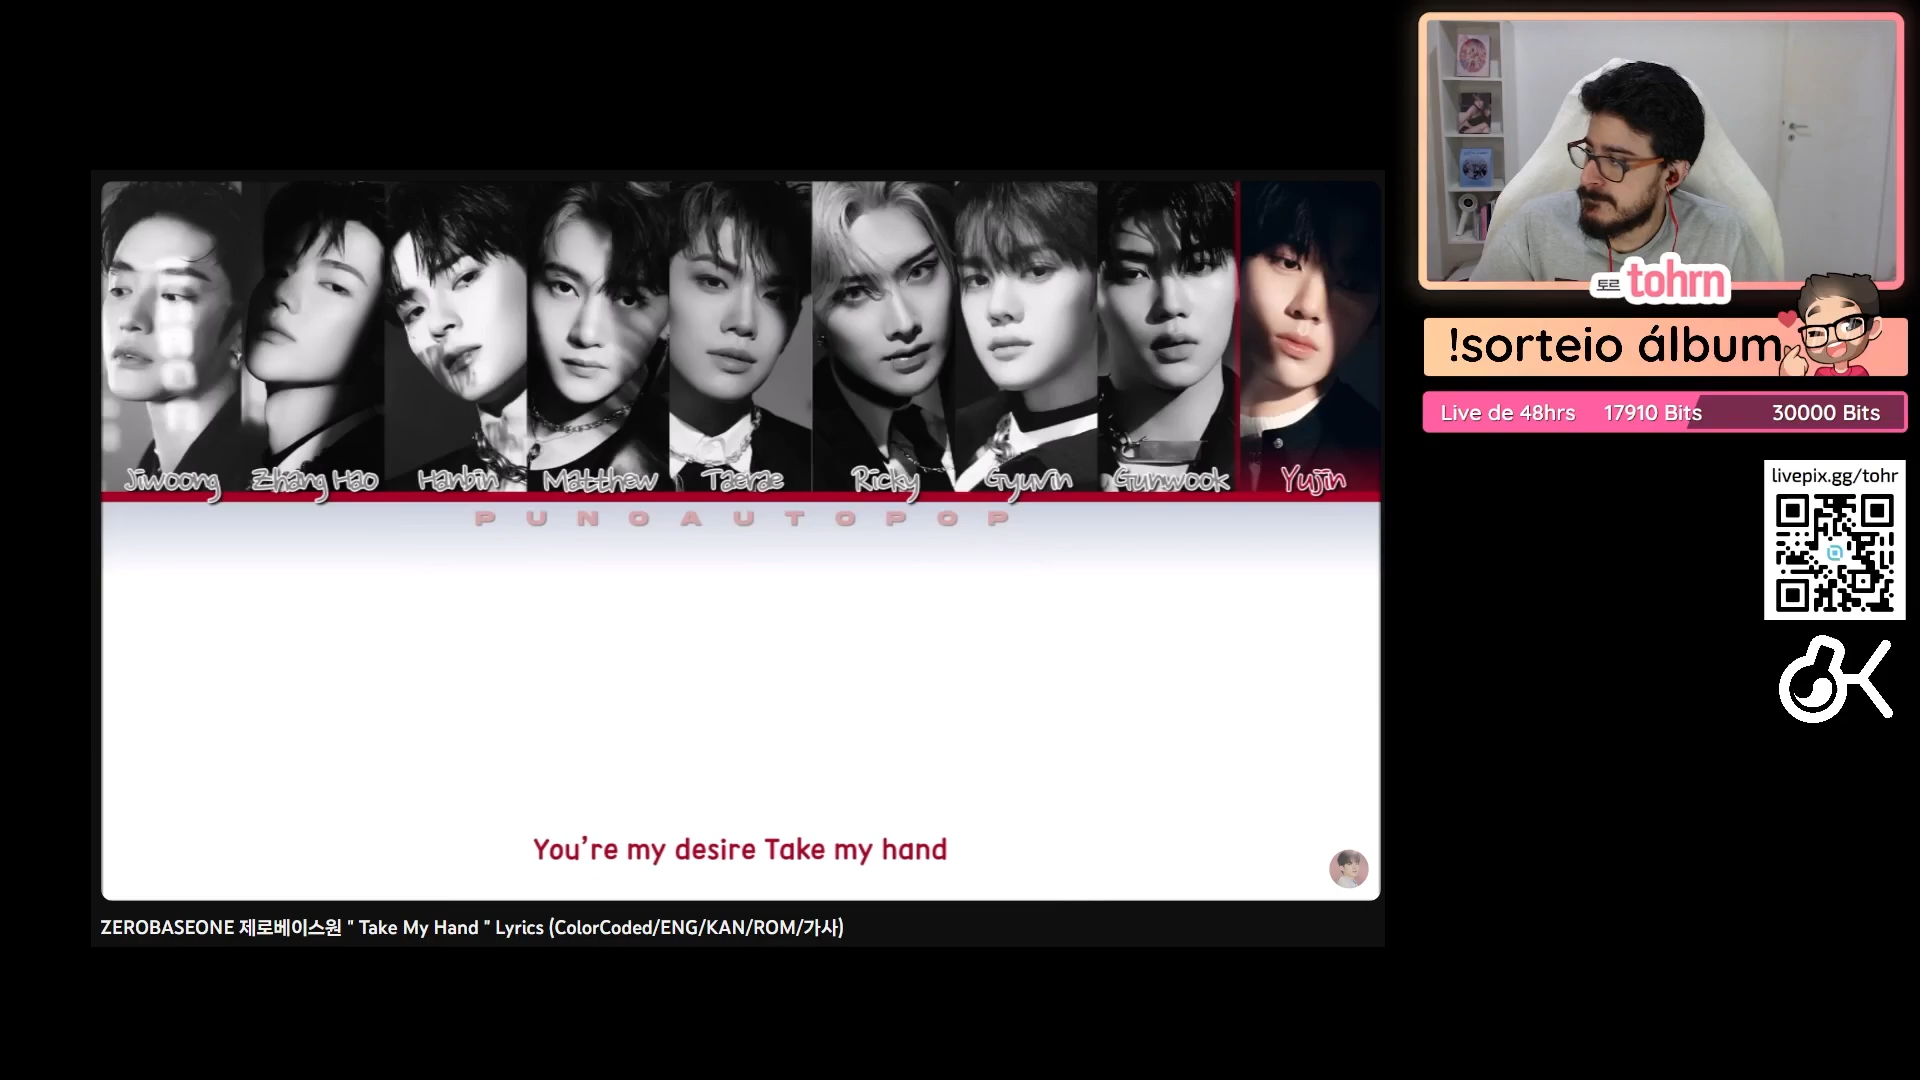 Jiwoong Zhang Hao Hanbin Matthew Taerae Ricky Gyuvin Gunwook Yujin
PUNOAUTOPOP
You're my desire Take my hand
ZEROBASEONE 제로베이스원 " Take My Hand " Lyrics (ColorCoded/ENG/KAN/ROM/가사)
토르 tohrn
!sorteio álbum
Live de 48hrs 17910 Bits 30000 Bits
livepix.gg/tohr